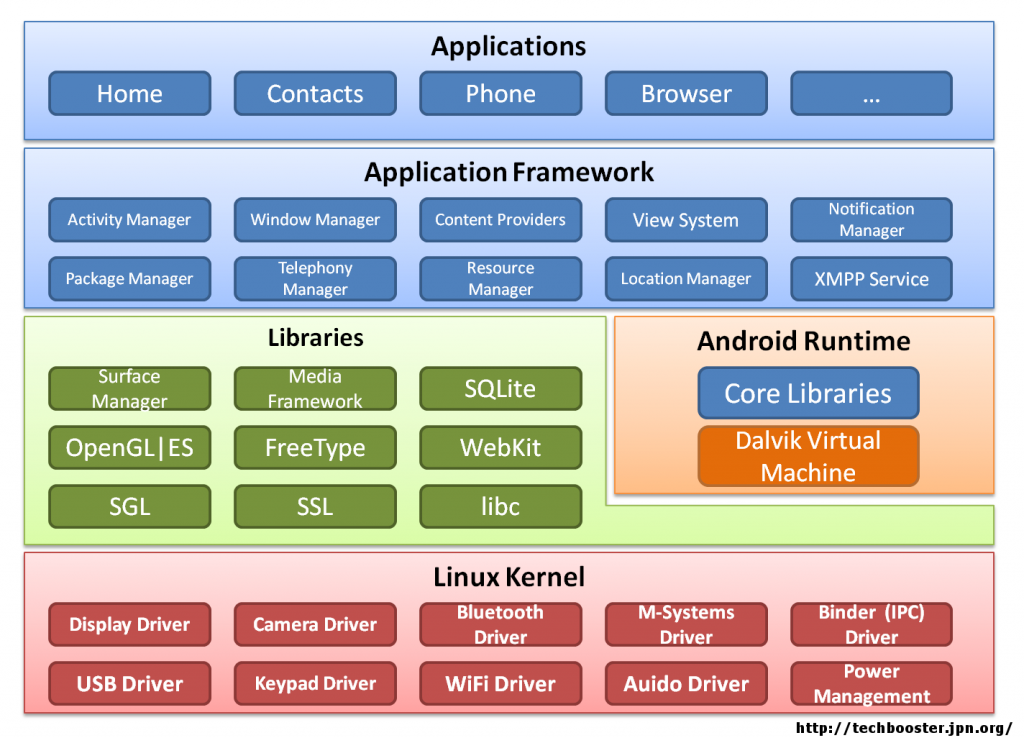 Applications
Home
Contacts
Phone
Browser
...
Application Framework
Activity Manager
Window Manager
Content Providers
View System
Notification
Manager
Package Manager
Telephony
Manager
Resource
Manager
Location Manager
XMPP Service
Libraries
Surface
Manager
Media
Framework
SQLite
OpenGL|ES
FreeType
WebKit
SGL
SSL
libc
Android Runtime
Core Libraries
Dalvik Virtual
Machine
Linux Kernel
Display Driver
Camera Driver
Bluetooth
Driver
M-Systems
Driver
Binder (IPC)
Driver
USB Driver
Keypad Driver
WiFi Driver
Auido Driver
Power
Management
http://techbooster.jpn.org/